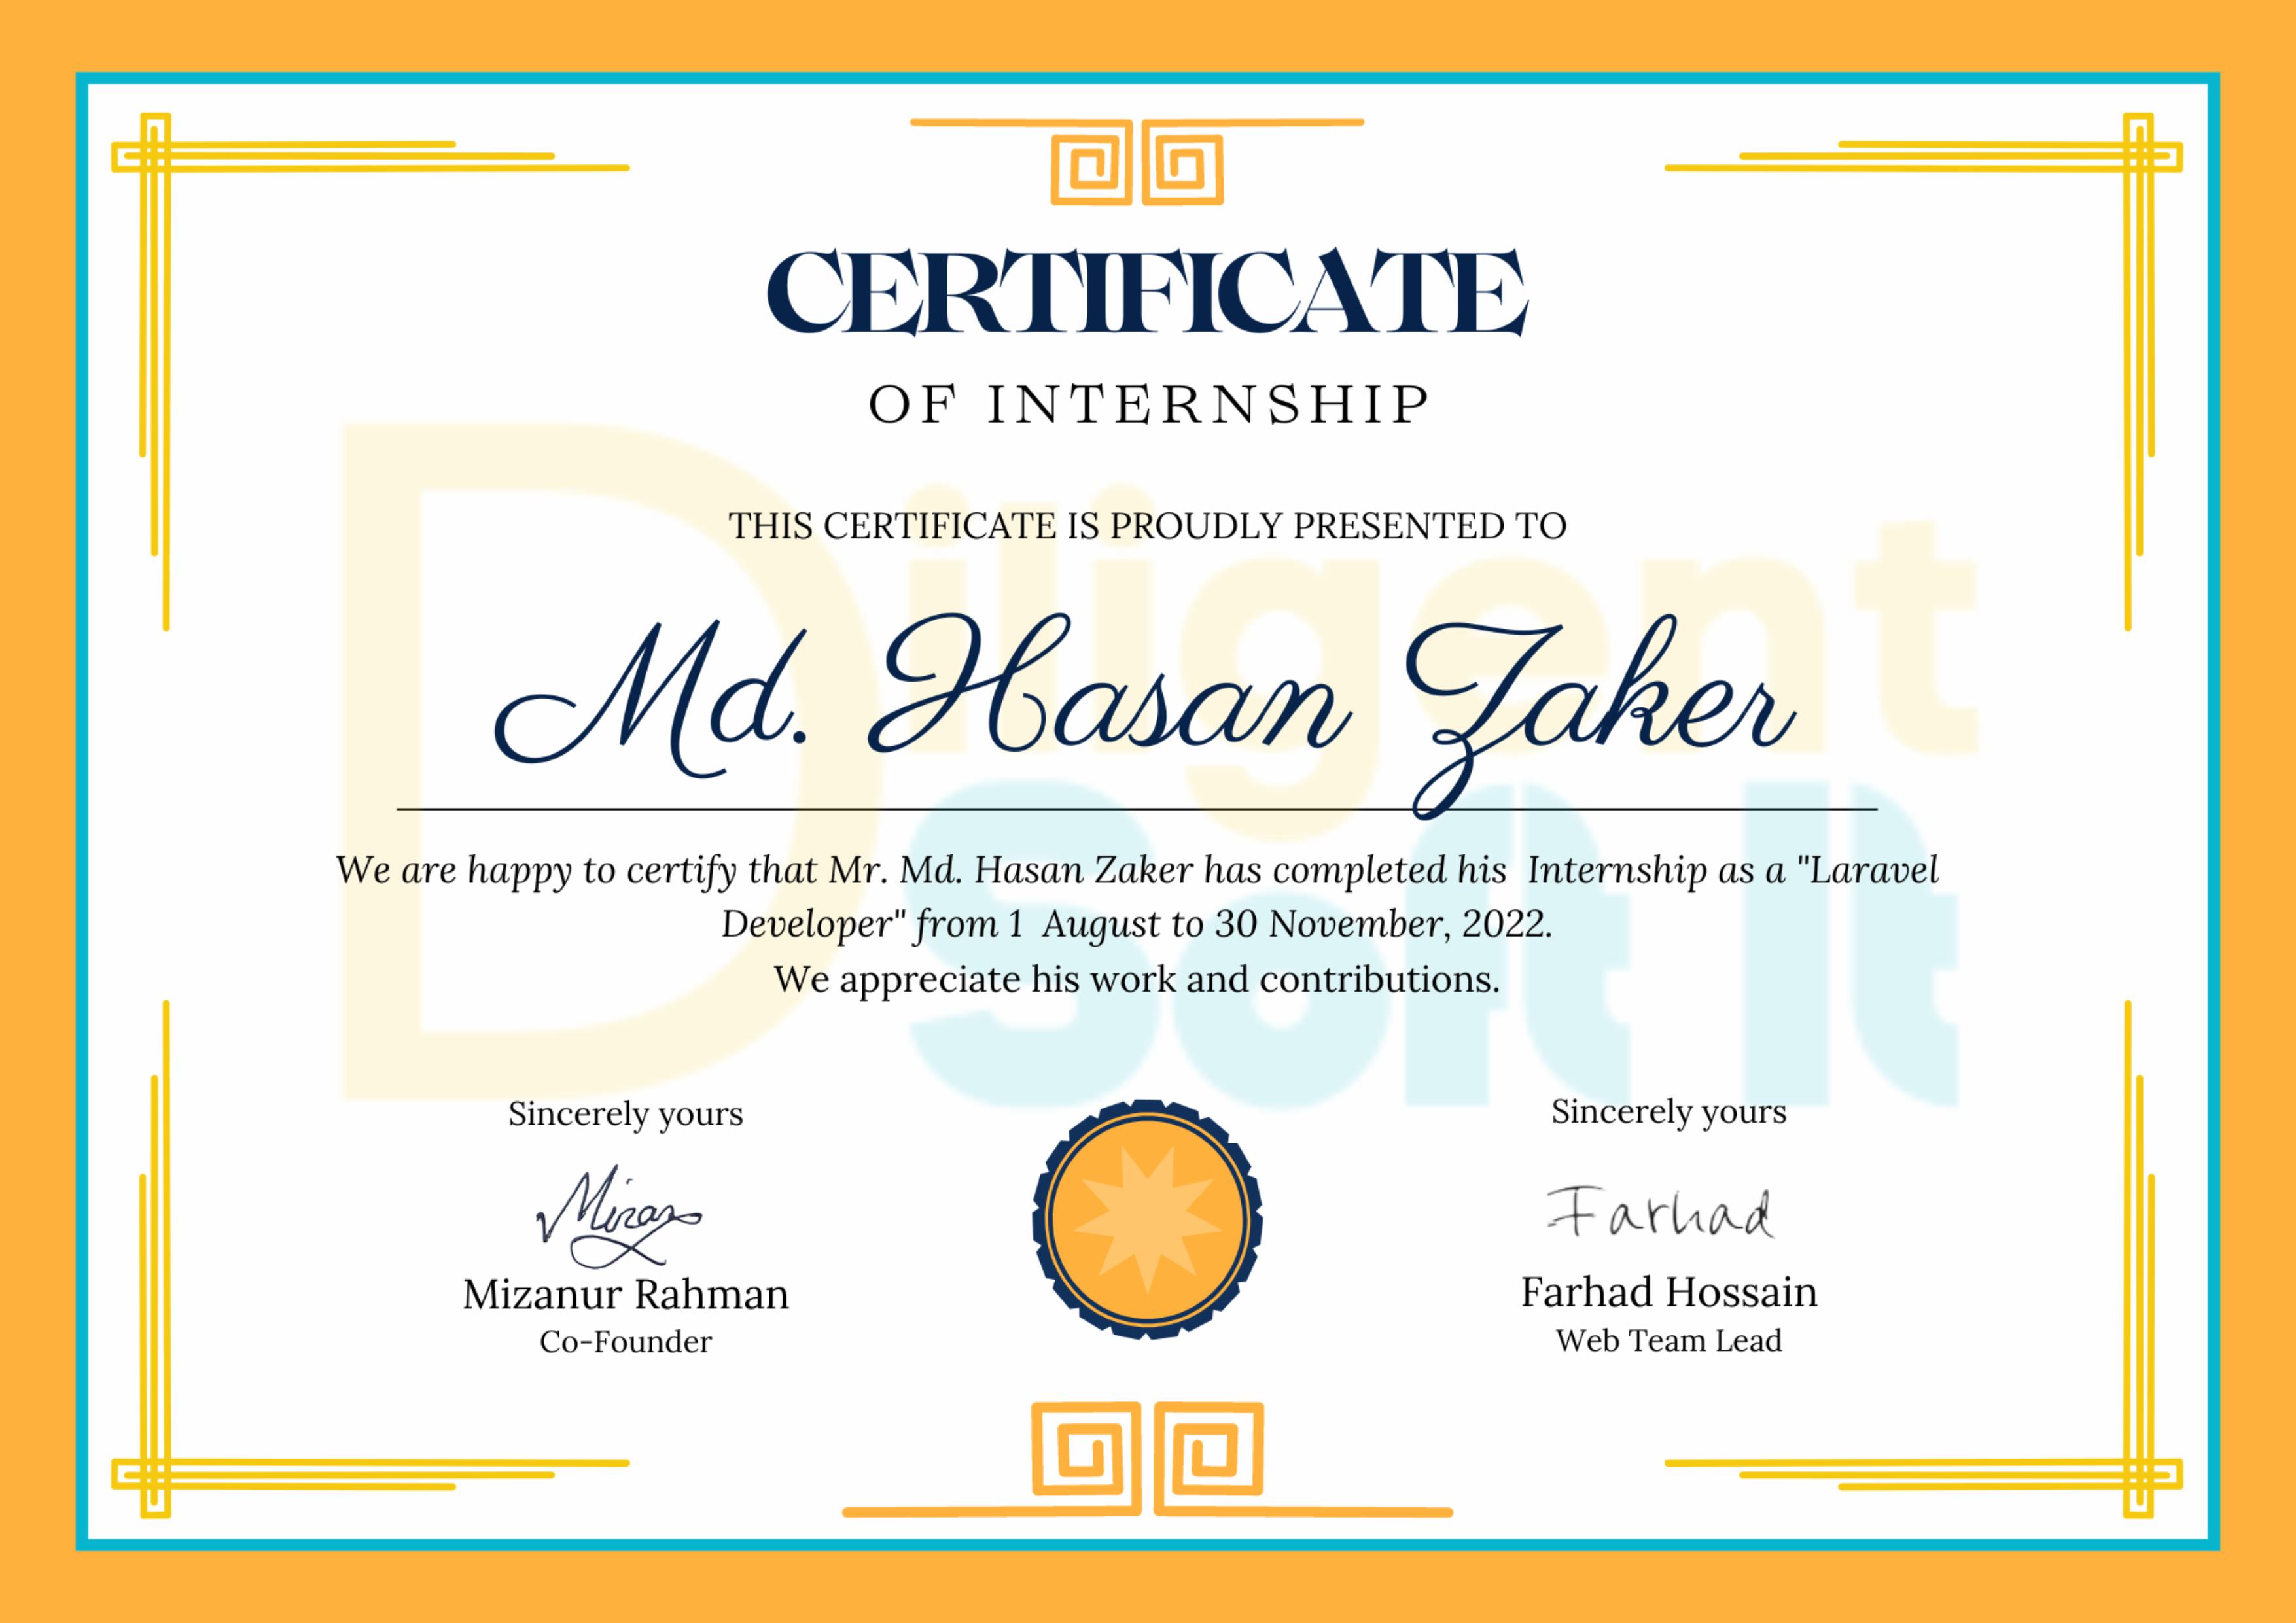 CERTIFICATE
OF INTERNSHIP
THIS CERTIFICATE IS PROUDLY PRESENTED TO
Md. Hasan Zaker
We are happy to certify that Mr. Md. Hasan Zaker has completed his Internship as a "Laravel
Developer" from 1 August to 30 November, 2022.
We appreciate his work and contributions.
Diligent
Soft It
Sincerely yours
Mizan
Mizanur Rahman
Co-Founder
Sincerely yours
Farhad
Farhad Hossain
Web Team Lead